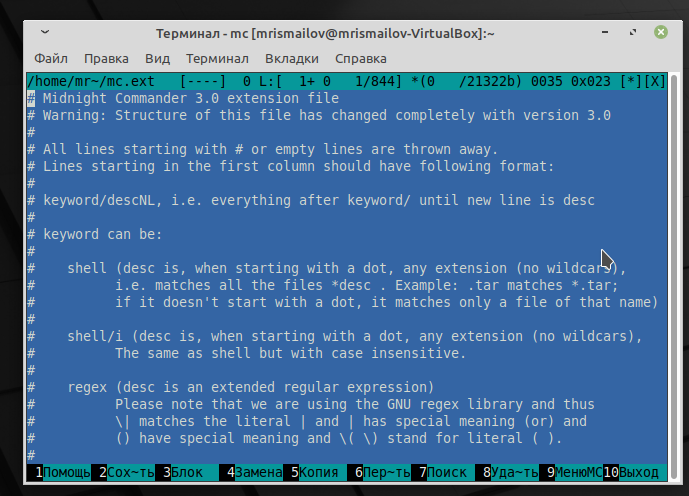 Терминал - mc [mrismailov@mrismailov-VirtualBox]:~
Файл Правка Вид Терминал Вкладки Справка
/home/mr~/mc.ext [----] 0 L:[ 1+ 0 1/844] *(0 /21322b) 0035 0x023 [*][X]
# Midnight Commander 3.0 extension file
# Warning: Structure of this file has changed completely with version 3.0
#
# All lines starting with # or empty lines are thrown away.
# Lines starting in the first column should have following format:
#
# keyword/descNL, i.e. everything after keyword/ until new line is desc
#
# keyword can be:
#
# shell (desc is, when starting with a dot, any extension (no wildcars),
# i.e. matches all the files *desc . Example: .tar matches *.tar;
# if it doesn't start with a dot, it matches only a file of that name)
#
# shell/i (desc is, when starting with a dot, any extension (no wildcars),
# The same as shell but with case insensitive.
#
# regex (desc is an extended regular expression)
# Please note that we are using the GNU regex library and thus
# \| matches the literal | and | has special meaning (or) and
# () have special meaning and \( \) stand for literal ( ).
#
1Помощь 2Сох~ть 3Блок 4Замена 5Копия 6Пер~ть 7Поиск 8Уда~ть 9МенюMC 10Выход